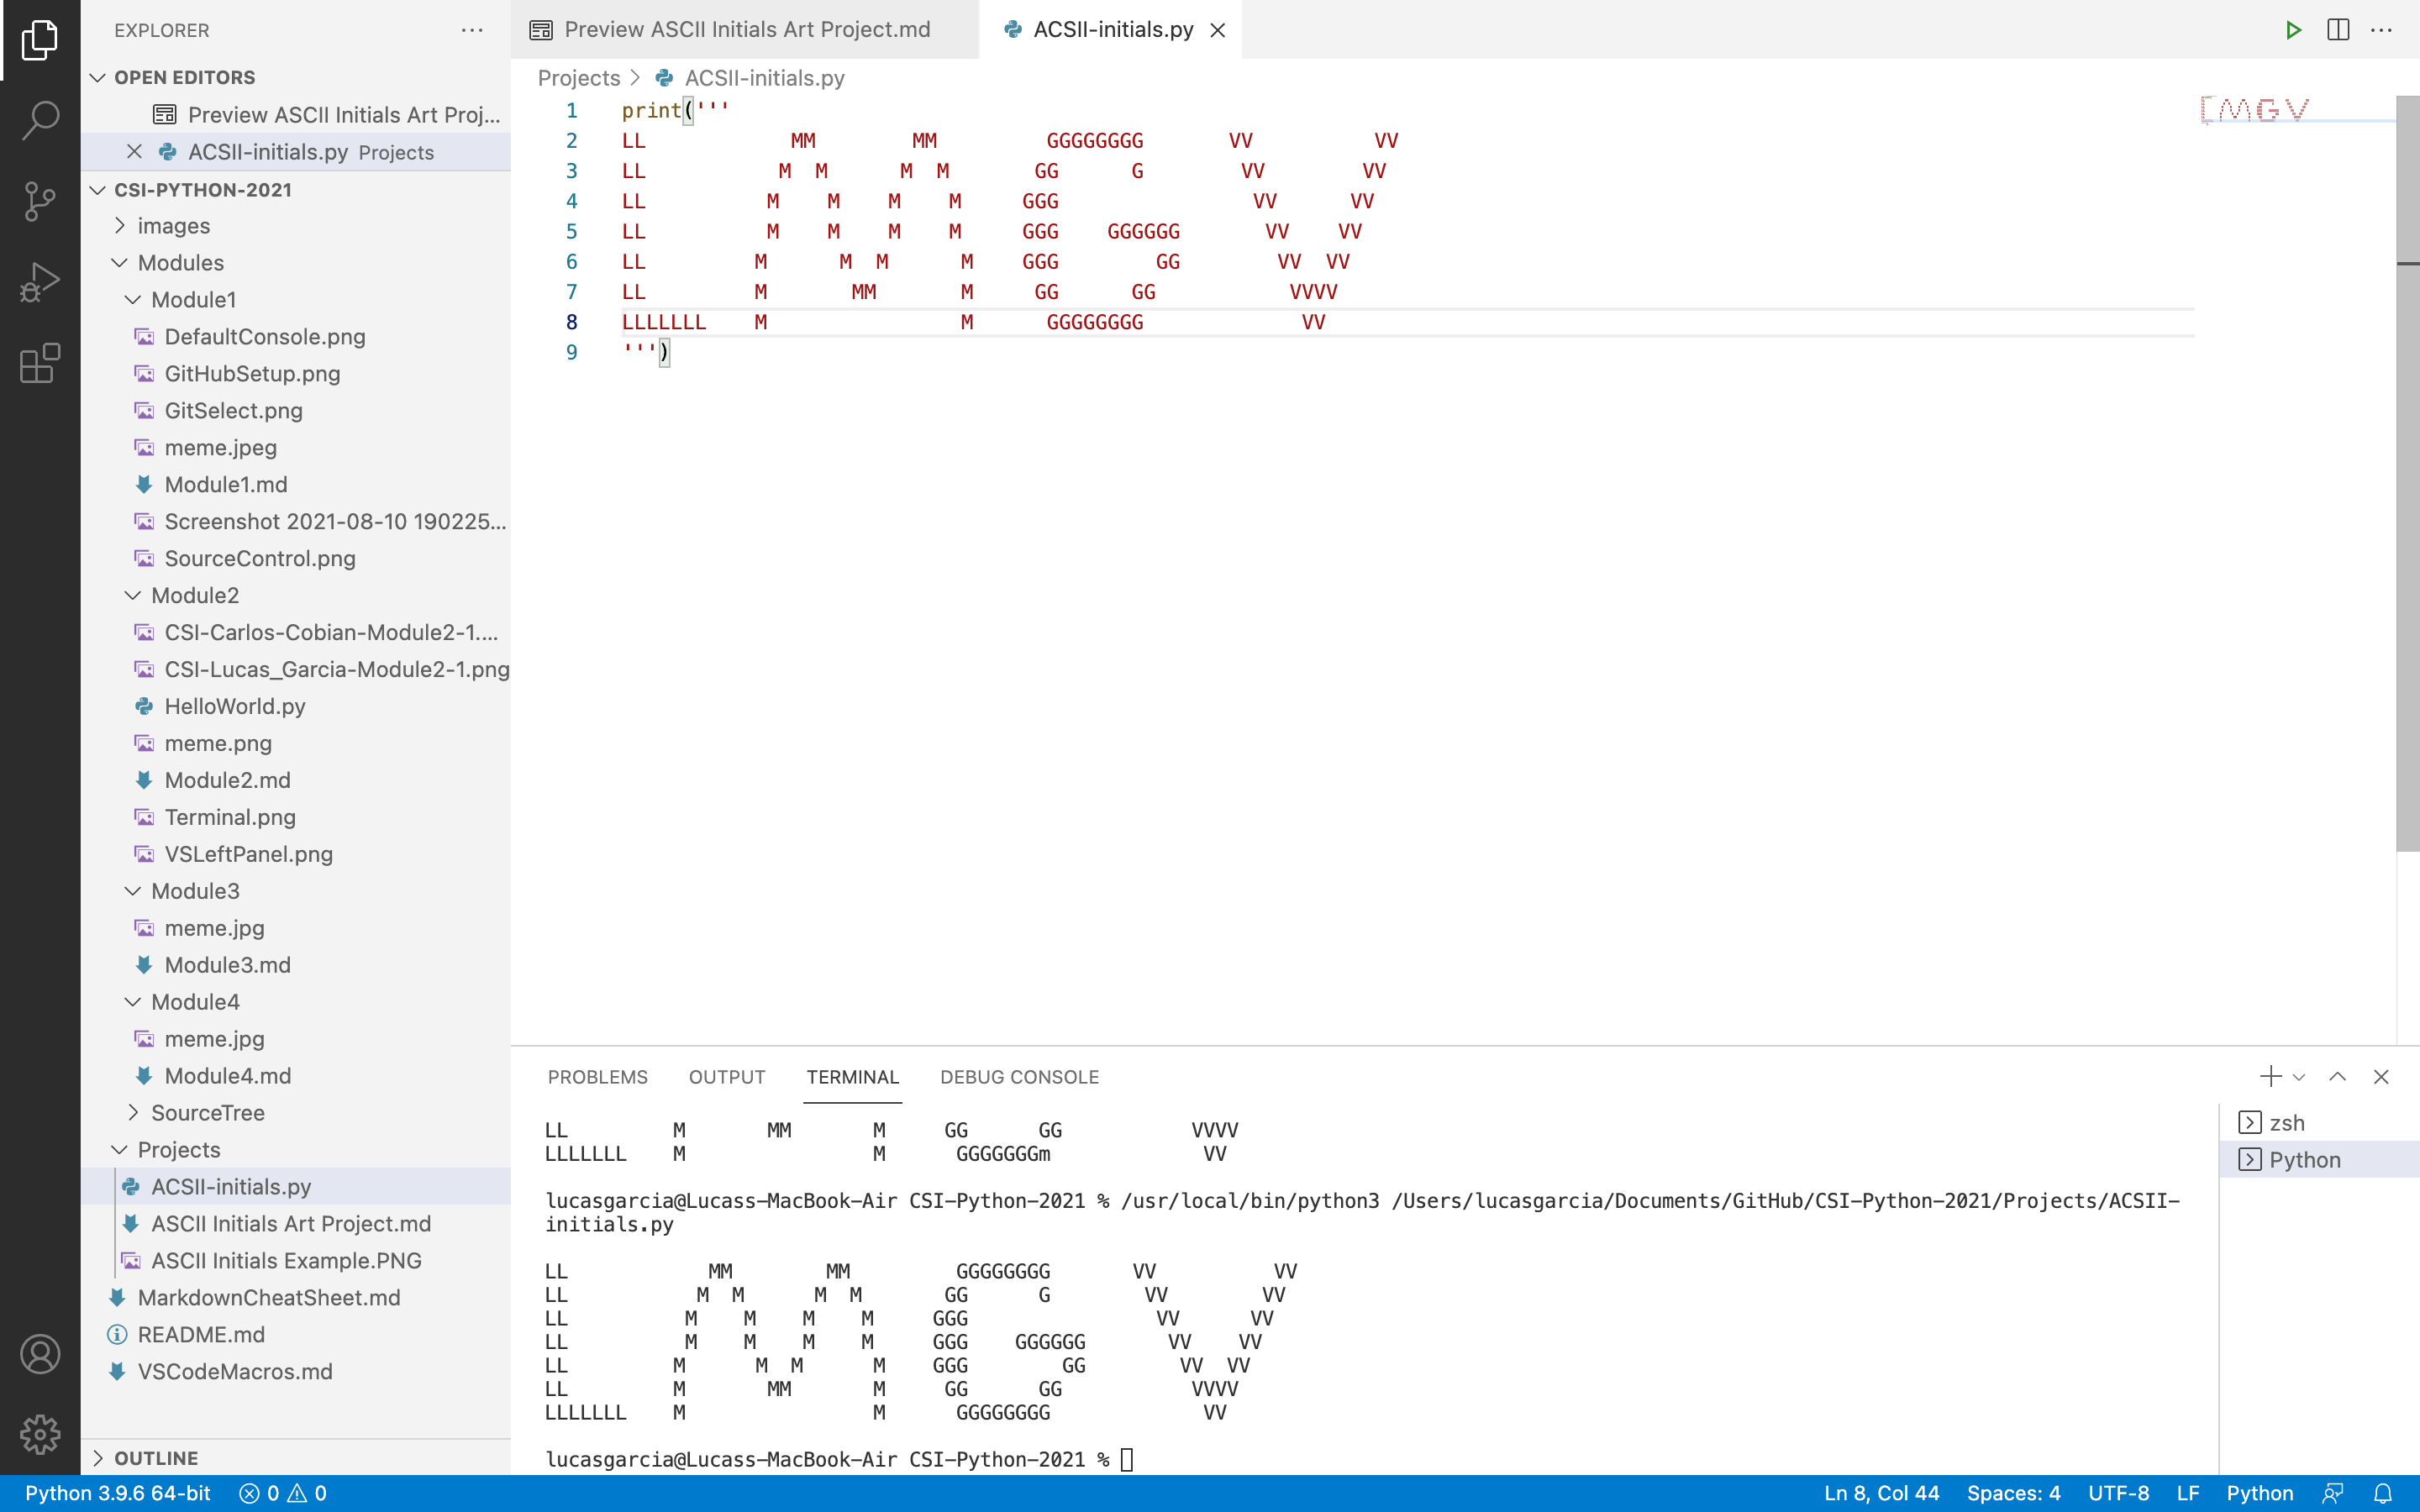 EXPLORER
OPEN EDITORS
Preview ASCII Initials Art Proj...
ACSII-initials.py Projects
CSI-PYTHON-2021
images
Modules
Module1
DefaultConsole.png
GitHubSetup.png
GitSelect.png
meme.jpeg
Module1.md
Screenshot 2021-08-10 190225...
SourceControl.png
Module2
CSI-Carlos-Cobian-Module2-1....
CSI-Lucas_Garcia-Module2-1.png
HelloWorld.py
meme.png
Module2.md
Terminal.png
VSLeftPanel.png
Module3
meme.jpg
Module3.md
Module4
meme.jpg
Module4.md
SourceTree
Projects
ACSII-initials.py
ASCII Initials Art Project.md
ASCII Initials Example.PNG
MarkdownCheatSheet.md
README.md
VSCodeMacros.md
OUTLINE
Preview ASCII Initials Art Project.md
ACSII-initials.py
Projects > ACSII-initials.py
1 print('''
2 LL            MM        MM         GGGGGGGG       VV          VV
3 LL           M  M      M  M       GG      G        VV        VV
4 LL          M    M    M    M     GGG                VV      VV
5 LL          M    M    M    M     GGG    GGGGGG       VV    VV
6 LL         M      M  M      M    GGG        GG        VV  VV
7 LL         M       MM       M     GG      GG           VVVV
8 LLLLLLL    M                M      GGGGGGGG             VV
9 ''')
PROBLEMS OUTPUT TERMINAL DEBUG CONSOLE
LL         M       MM       M     GG      GG           VVVV
LLLLLLL    M                M      GGGGGGGm             VV
lucasgarcia@Lucass-MacBook-Air CSI-Python-2021 % /usr/local/bin/python3 /Users/lucasgarcia/Documents/GitHub/CSI-Python-2021/Projects/ACSII-
initials.py
LL            MM        MM         GGGGGGGG       VV          VV
LL           M  M      M  M       GG      G        VV        VV
LL          M    M    M    M     GGG                VV      VV
LL          M    M    M    M     GGG    GGGGGG       VV    VV
LL         M      M  M      M    GGG        GG        VV  VV
LL         M       MM       M     GG      GG           VVVV
LLLLLLL    M                M      GGGGGGGG             VV
lucasgarcia@Lucass-MacBook-Air CSI-Python-2021 %
zsh
Python
Python 3.9.6 64-bit 0 0 Ln 8, Col 44 Spaces: 4 UTF-8 LF Python